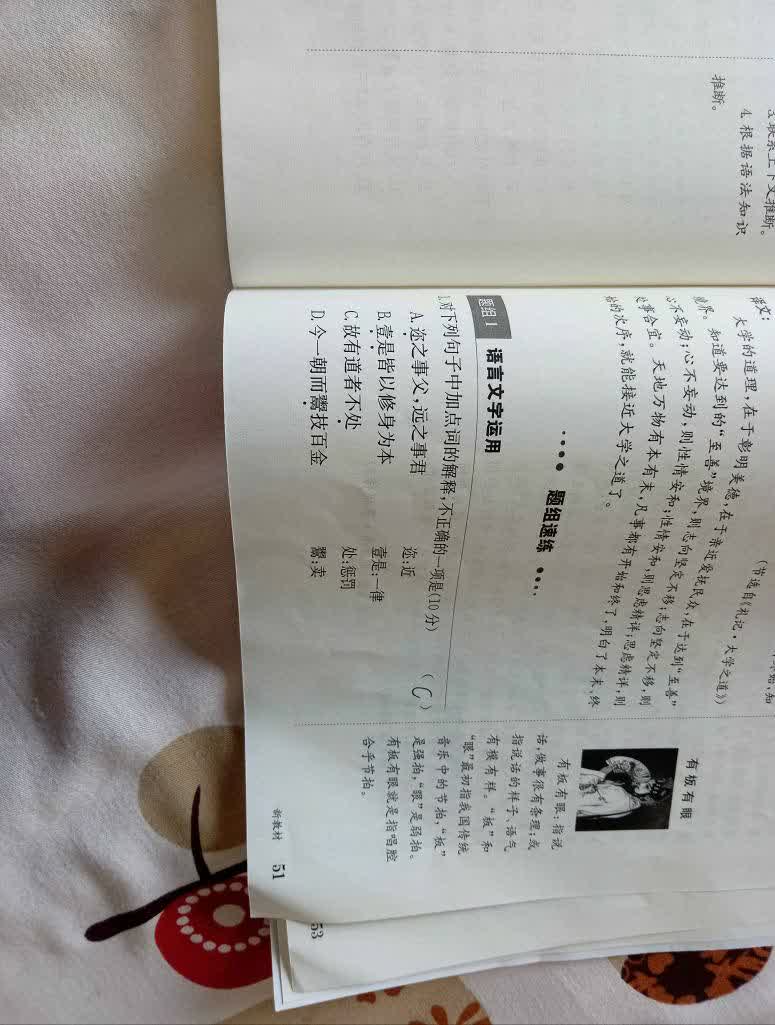 3.联系上下文推断。
4.根据语法知识
推断。
(节选自《礼记·大学之道》)
译文:
大学的道理,在于彰明美德,在于亲近爱抚民众,在于达到“至善”
境界。知道要达到的“至善”境界,则志向坚定不移;志向坚定不移,则
心不妄动;心不妄动,则性情安和;性情安和,则思虑精详;思虑精详,则
处事合宜。天地万物有本有末,凡事都有开始和终了,明白了本末、终
始的次序,就能接近大学之道了。
题组速练
题组1 语言文字运用
1.对下列句子中加点词的解释,不正确的一项是(10分) (C)
A.迩之事父,远之事君 迩:近
B.壹是皆以修身为本 壹是:一律
C.故有道者不处 处:惩罚
D.今一朝而鬻技百金 鬻:卖
有板有眼
有板有眼:指说
话,做事很有条理;或
指说话的样子、语气
有模有样。“板”和
“眼”最初指我国传统
音乐中的节拍,“板”
是强拍,“眼”是弱拍。
有板有眼就是指唱腔
合乎节拍。
新教材 51
53